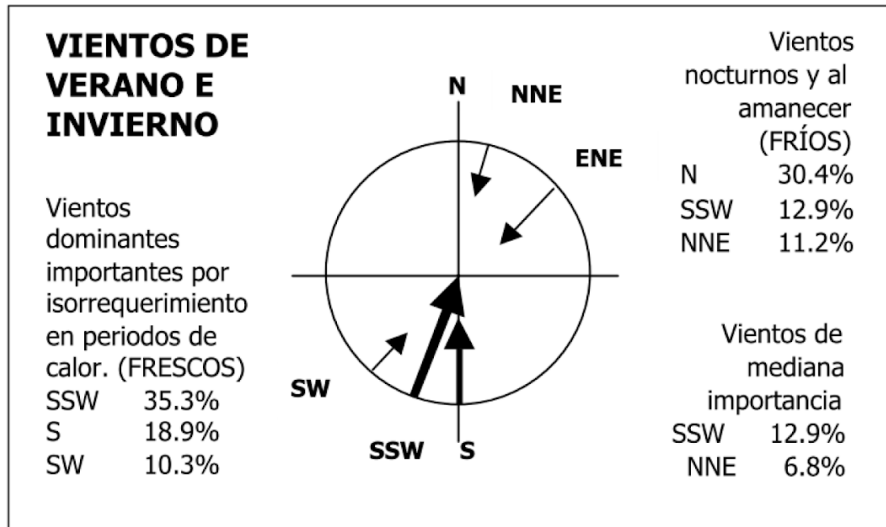 VIENTOS DE
VERANO E
INVIERNO
Vientos
dominantes
importantes por
isorrequerimiento
en periodos de
calor. (FRESCOS)
SSW 35.3%
S 18.9%
SW 10.3%
N
NNE
ENE
SW
SSW
S
Vientos
nocturnos y al
amanecer
(FRÍOS)
N 30.4%
SSW 12.9%
NNE 11.2%
Vientos de
mediana
importancia
SSW 12.9%
NNE 6.8%